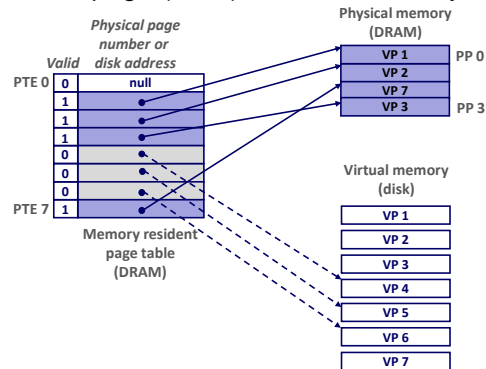 Physical page
number or
disk address
Valid
PTE 0
0
null
1
1
1
0
0
0
PTE 7
1
Memory resident
page table
(DRAM)
Physical memory
(DRAM)
VP 1
PP 0
VP 2
VP 7
VP 3
PP 3
Virtual memory
(disk)
VP 1
VP 2
VP 3
VP 4
VP 5
VP 6
VP 7